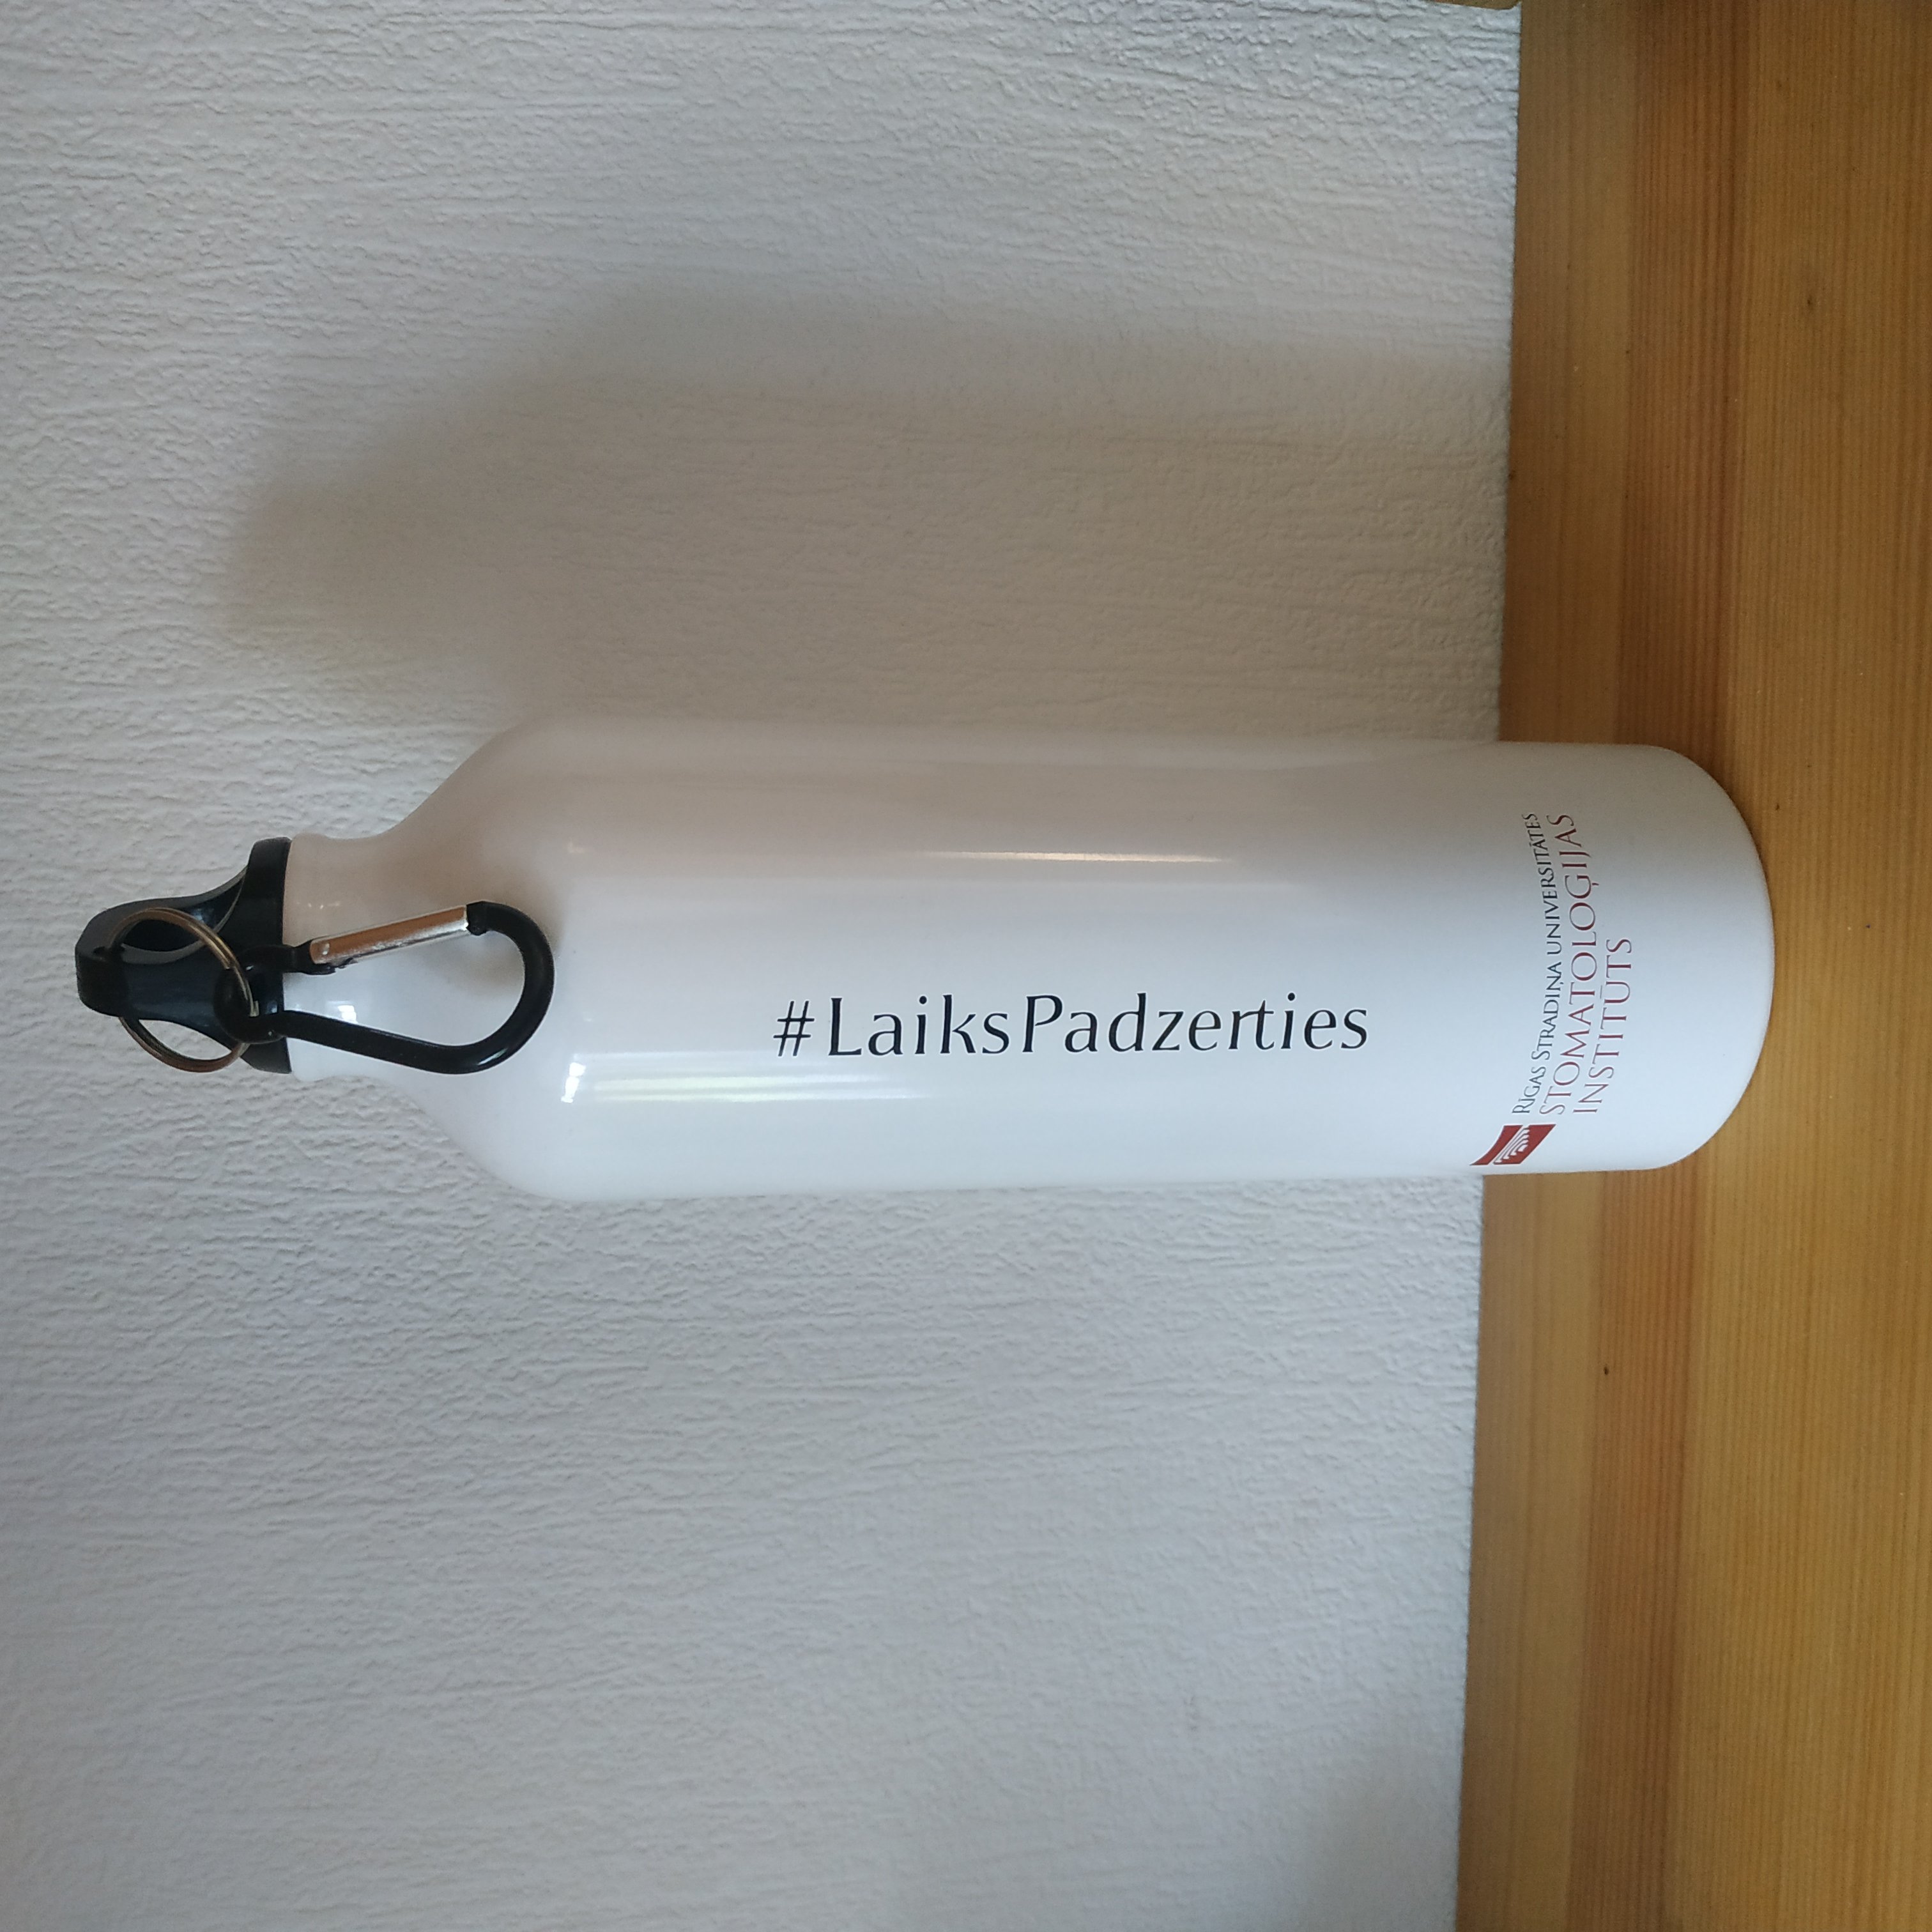 #LaiksPadzerties
RĪGAS STRADIŅA UNIVERSITĀTES
STOMATOLOĢIJAS
INSTITŪTS